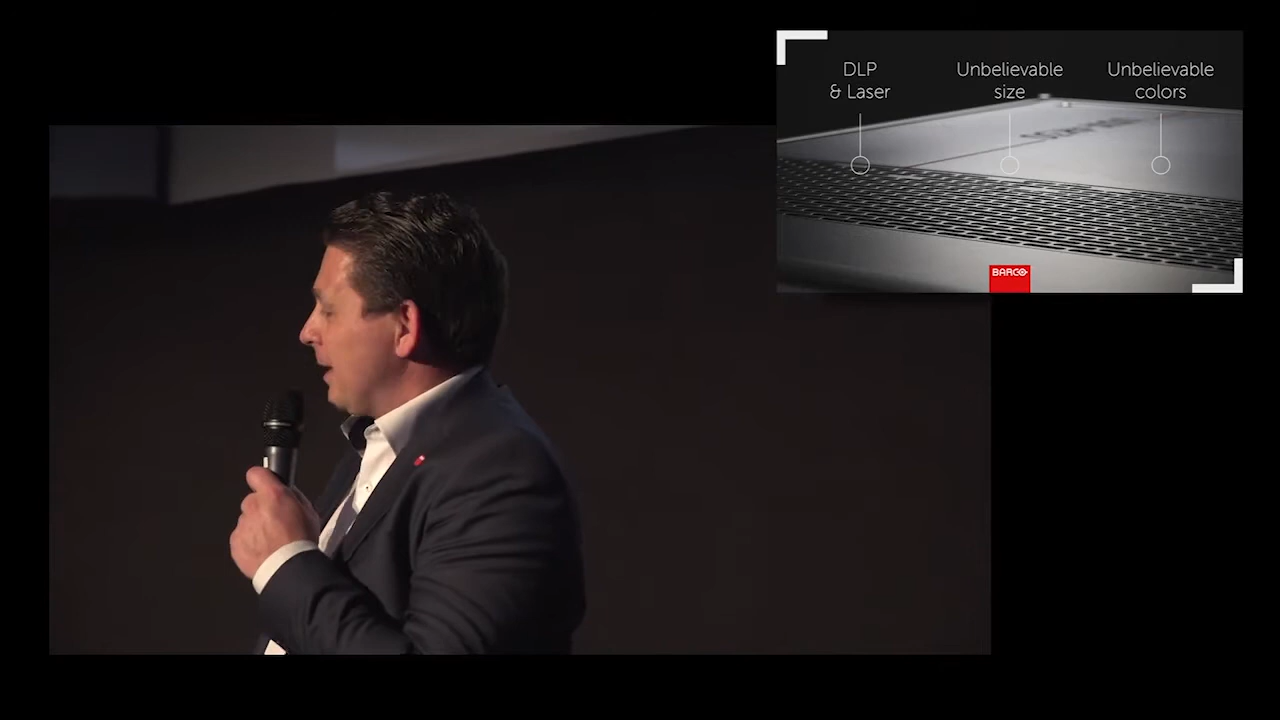 DLP
& Laser
Unbelievable
size
Unbelievable
colors
BARCO